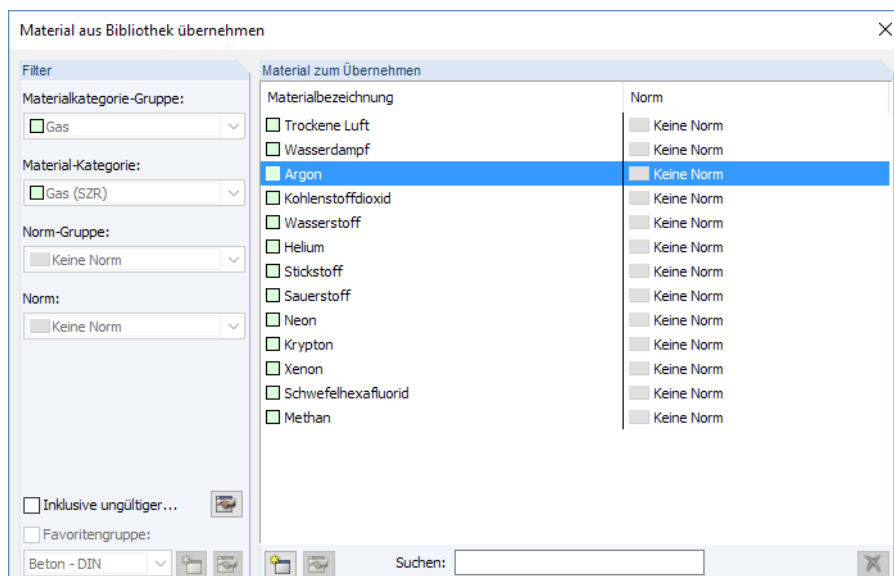 Material aus Bibliothek übernehmen
Filter
Materialkategorie-Gruppe:
Gas
Material-Kategorie:
Gas (SZR)
Norm-Gruppe:
Keine Norm
Norm:
Keine Norm
Inklusive ungültiger...
Favoritengruppe:
Beton - DIN
Material zum Übernehmen
Materialbezeichnung Norm
Trockene Luft Keine Norm
Wasserdampf Keine Norm
Argon Keine Norm
Kohlenstoffdioxid Keine Norm
Wasserstoff Keine Norm
Helium Keine Norm
Stickstoff Keine Norm
Sauerstoff Keine Norm
Neon Keine Norm
Krypton Keine Norm
Xenon Keine Norm
Schwefelhexafluorid Keine Norm
Methan Keine Norm
Suchen: